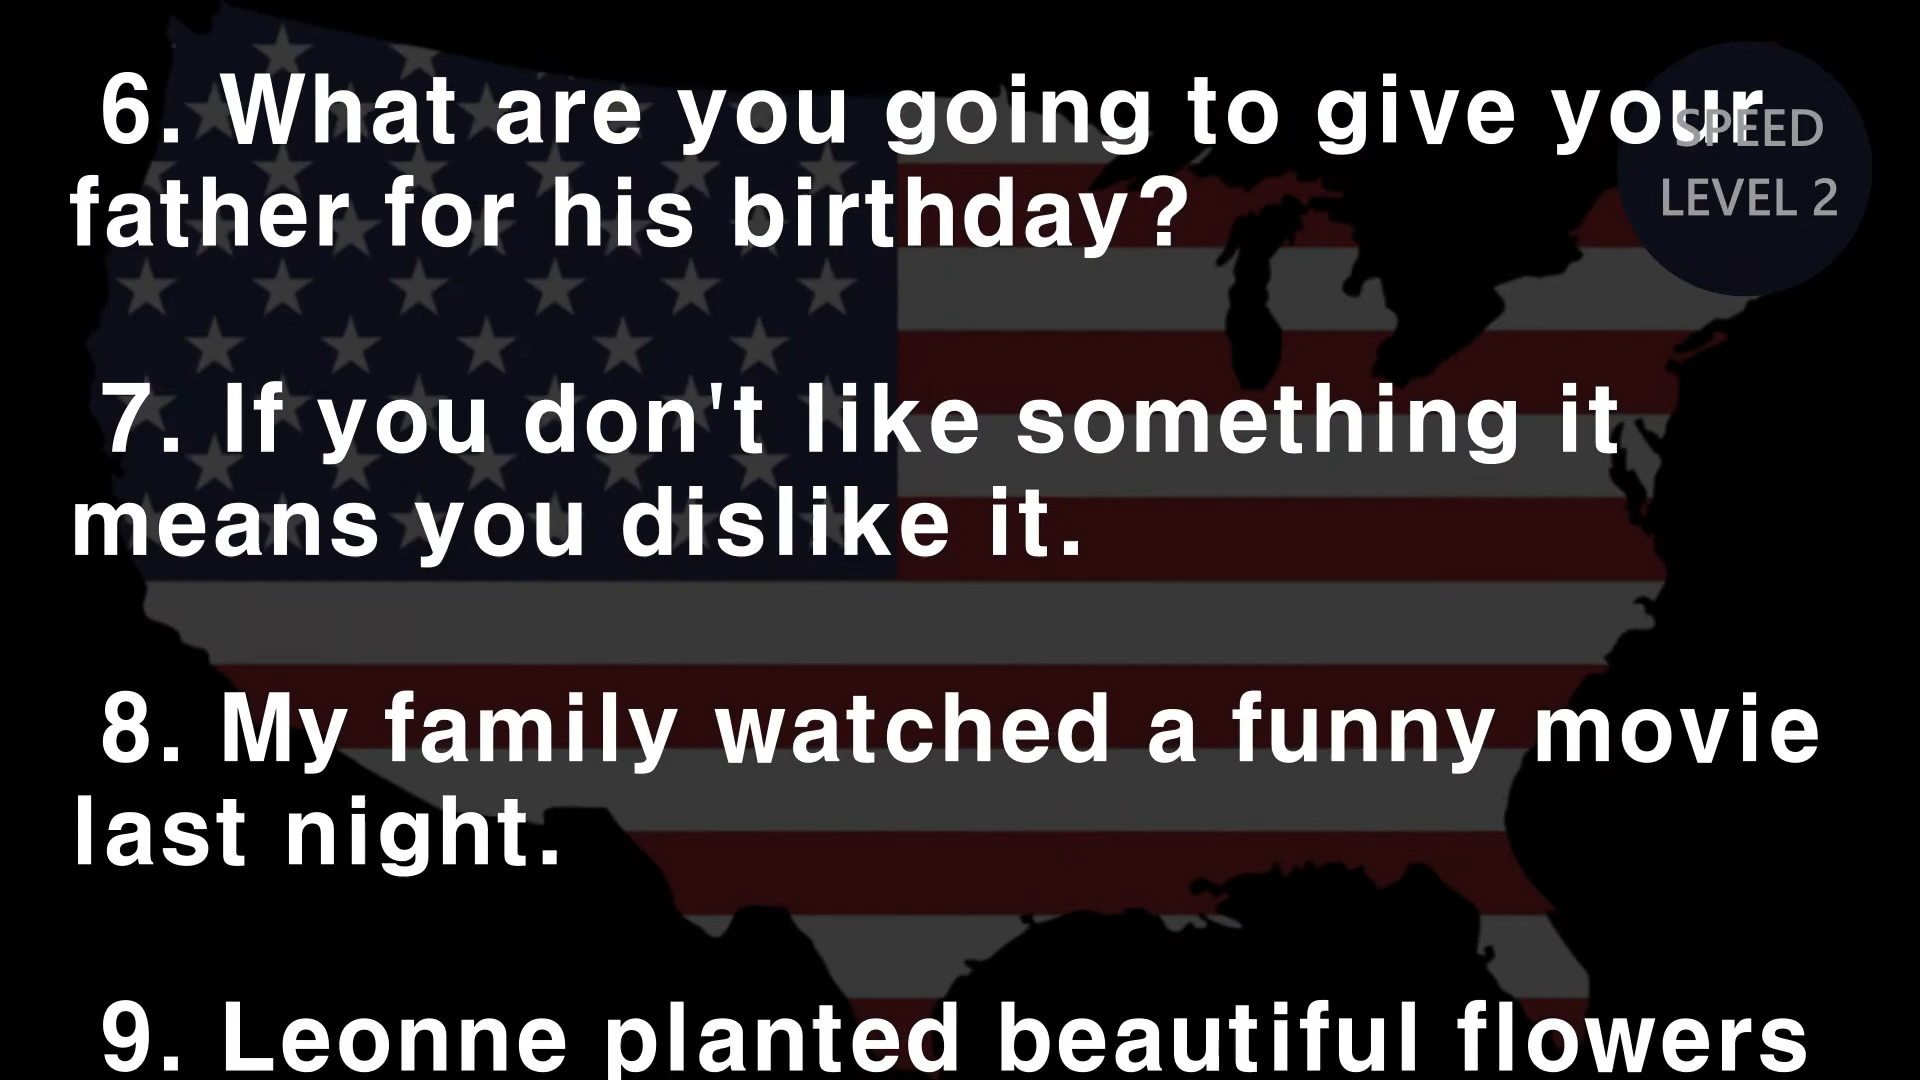 6. What are you going to give your
father for his birthday?
SPEED
LEVEL 2
7. If you don't like something it
means you dislike it.
8. My family watched a funny movie
last night.
9. Leonne planted beautiful flowers